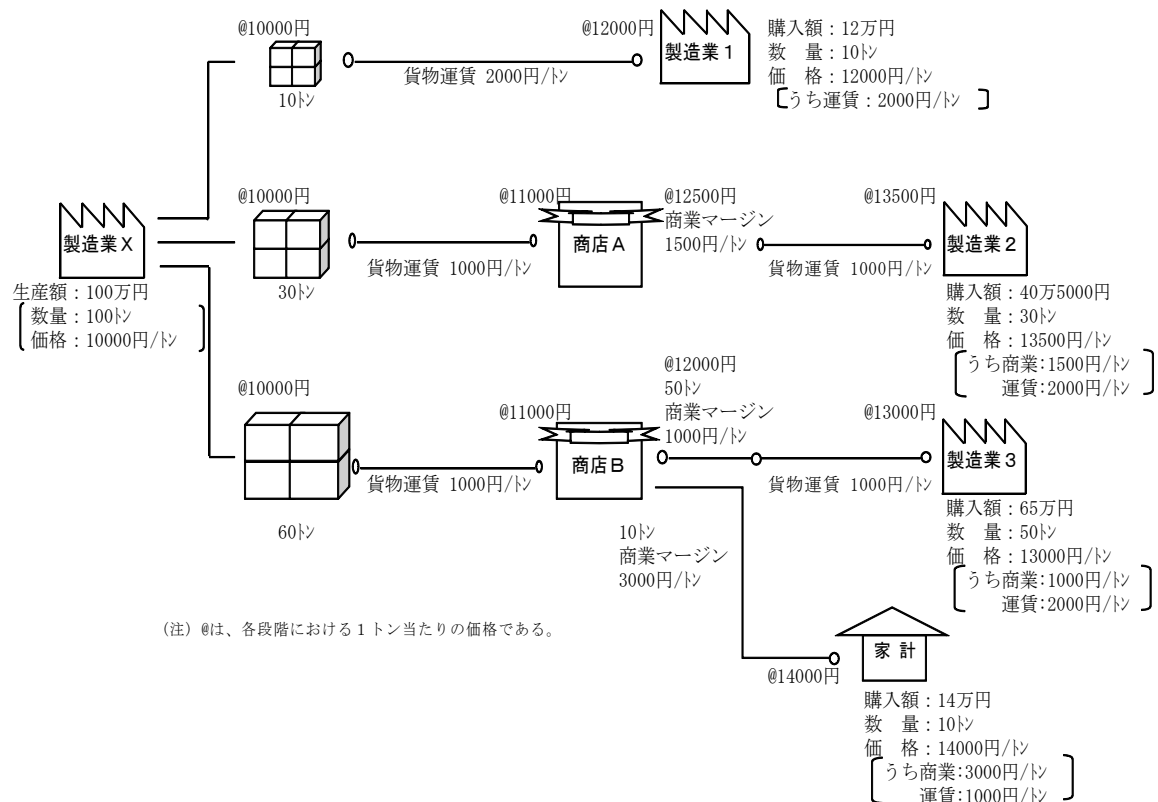 @10000円
10㌧
貨物運賃 2000円/㌧
@12000円
製造業1
購入額：12万円
数　量：10㌧
価　格：12000円/㌧
うち運賃：2000円/㌧
製造業X
生産額：100万円
数量：100㌧
価格：10000円/㌧
@10000円
30㌧
貨物運賃 1000円/㌧
@11000円
商店A
@12500円
商業マージン
1500円/㌧
貨物運賃 1000円/㌧
@13500円
製造業2
購入額：40万5000円
数　量：30㌧
価　格：13500円/㌧
うち商業:1500円/㌧
運賃:2000円/㌧
@10000円
60㌧
貨物運賃 1000円/㌧
@11000円
商店B
@12000円
50㌧
商業マージン
1000円/㌧
貨物運賃 1000円/㌧
@13000円
製造業3
購入額：65万円
数　量：50㌧
価　格：13000円/㌧
うち商業:1000円/㌧
運賃:2000円/㌧
10㌧
商業マージン
3000円/㌧
@14000円
家 計
購入額：14万円
数　量：10㌧
価　格：14000円/㌧
うち商業:3000円/㌧
運賃:1000円/㌧
（注）@は、各段階における１トン当たりの価格である。